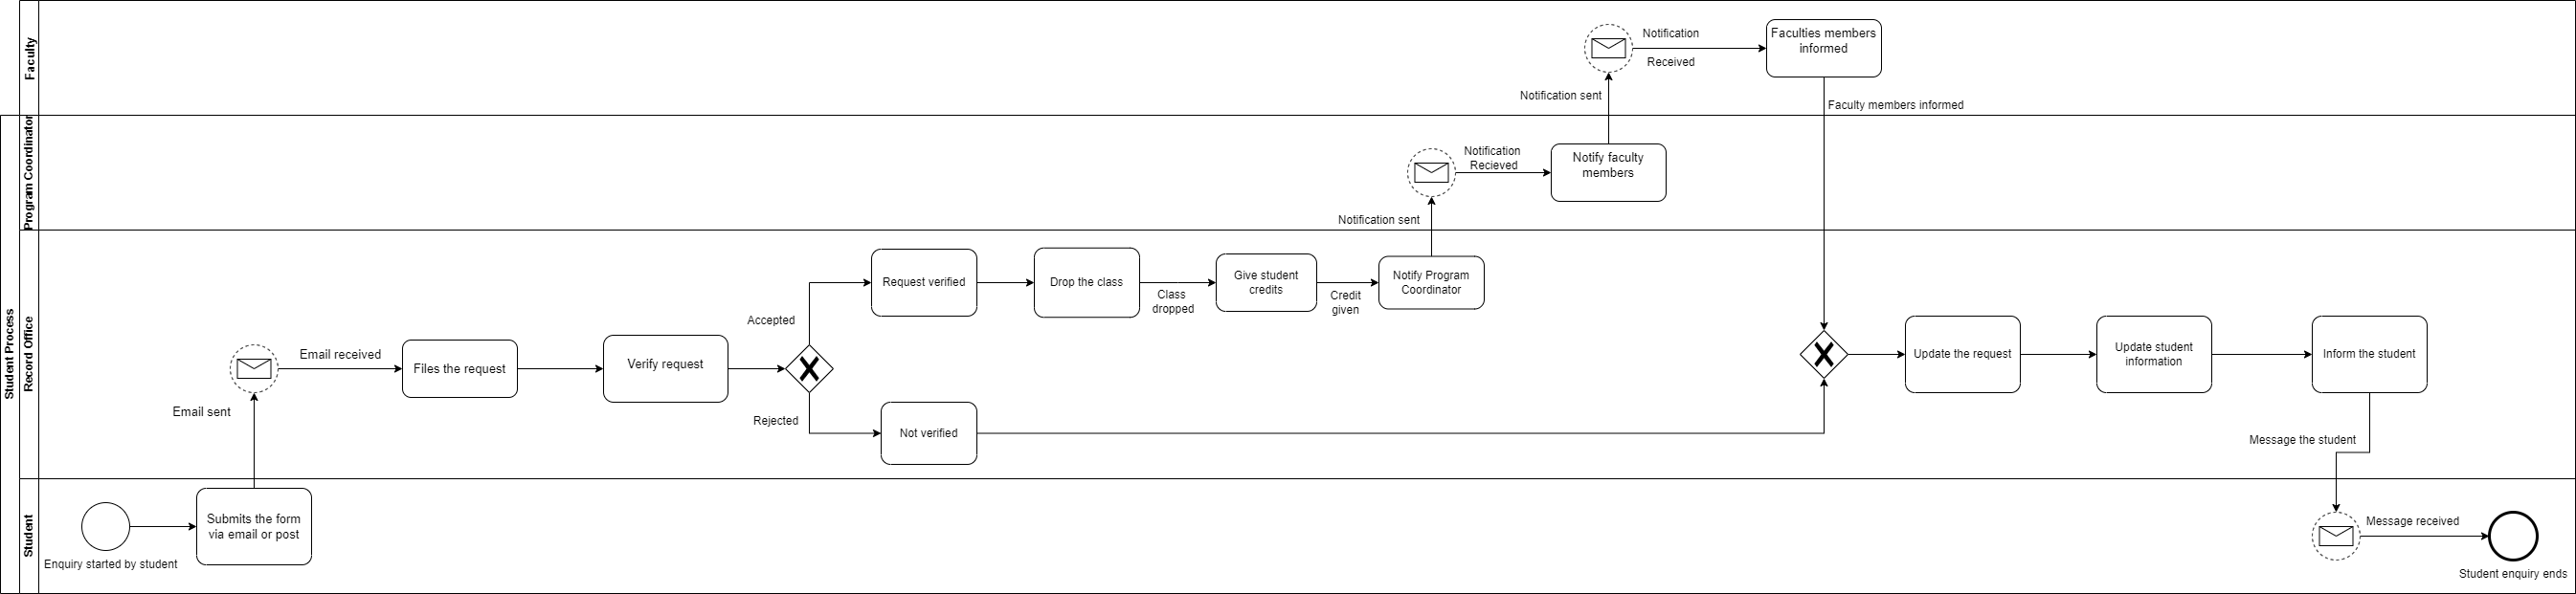 Student Process
Faculty
Notification
Received
Faculties members
informed
Notification sent
Faculty members informed
Program Coordinator
Notification
Recieved
Notify faculty
members
Notification sent
Record Office
Email received
Files the request
Verify request
Accepted
Rejected
Request verified
Drop the class
Class
dropped
Give student
credits
Credit
given
Notify Program
Coordinator
Not verified
Update the request
Update student
information
Inform the student
Email sent
Message the student
Student
Enquiry started by student
Submits the form
via email or post
Message received
Student enquiry ends